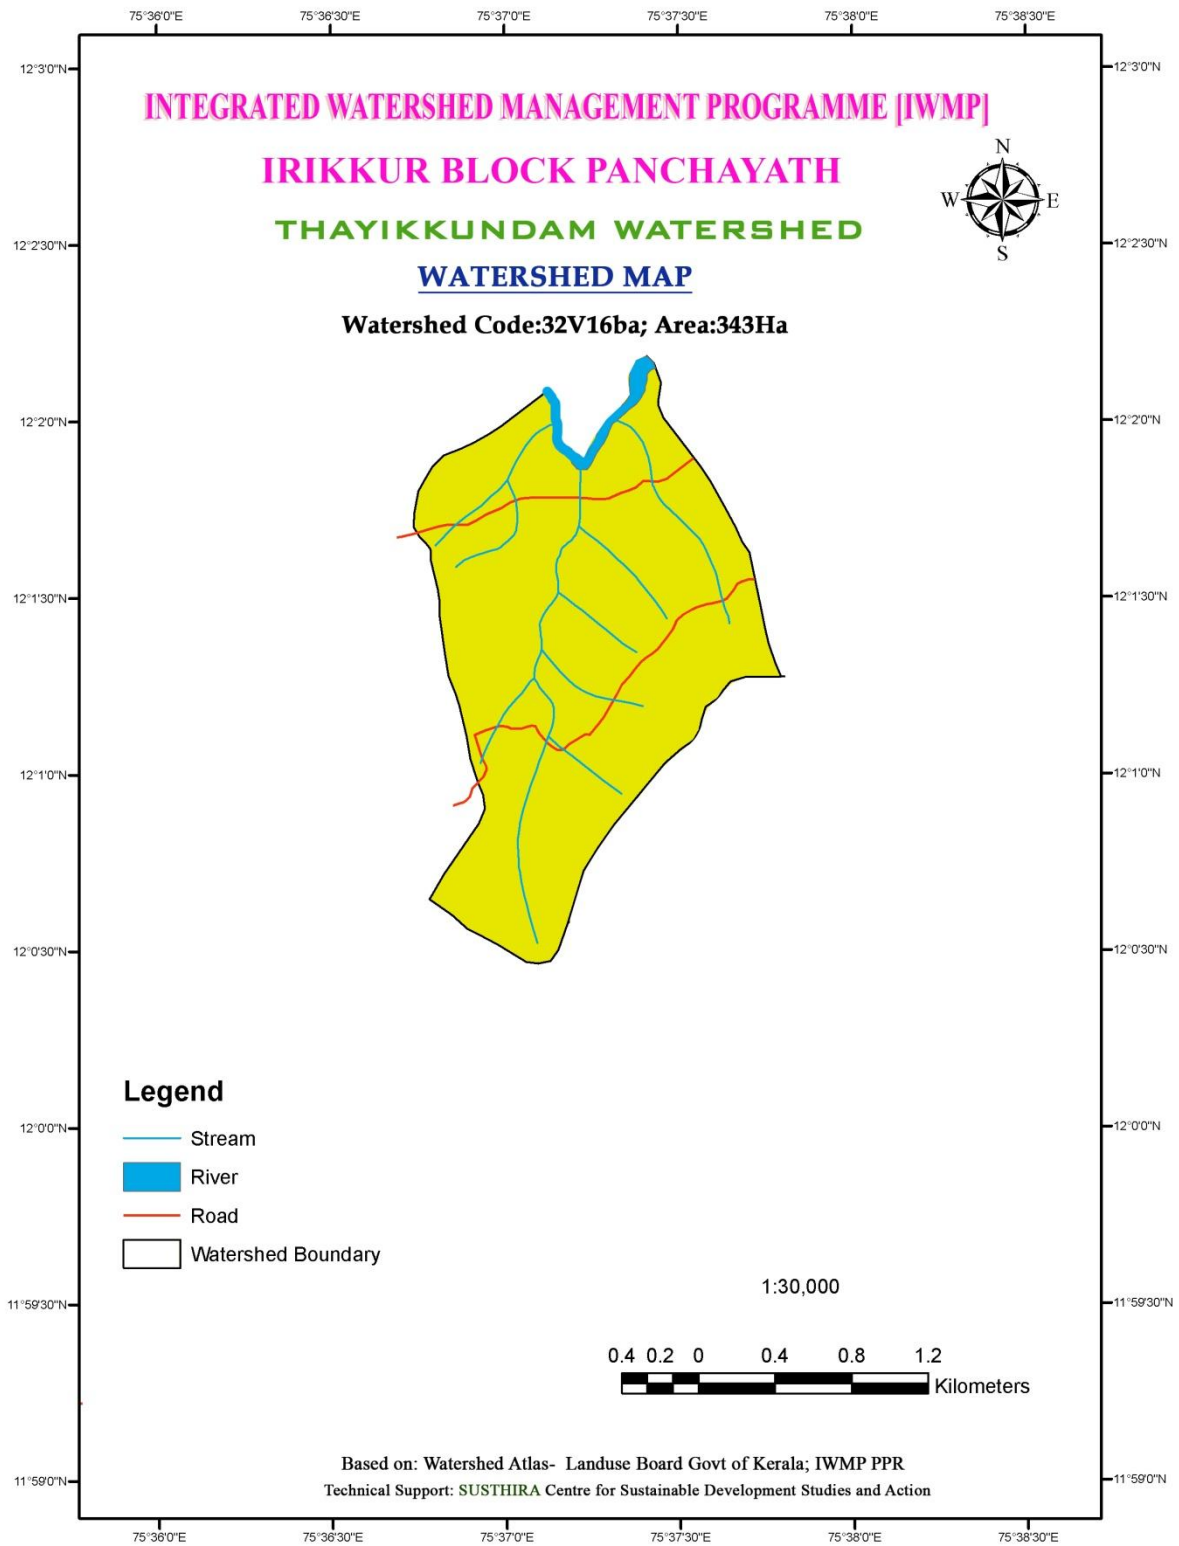 75°36'0"E 75°36'30"E 75°37'0"E 75°37'30"E 75°38'0"E 75°38'30"E
12°3'0"N 12°3'0"N
INTEGRATED WATERSHED MANAGEMENT PROGRAMME [IWMP]
IRIKKUR BLOCK PANCHAYATH
N
W E
S
THAYIKKUNDAM WATERSHED
12°2'30"N 12°2'30"N
WATERSHED MAP
Watershed Code:32V16ba; Area:343Ha
12°2'0"N 12°2'0"N
12°1'30"N 12°1'30"N
12°1'0"N 12°1'0"N
12°0'30"N 12°0'30"N
Legend
12°0'0"N 12°0'0"N
Stream
River
Road
Watershed Boundary
1:30,000
11°59'30"N 11°59'30"N
0.4 0.2 0 0.4 0.8 1.2
Kilometers
Based on: Watershed Atlas- Landuse Board Govt of Kerala; IWMP PPR
11°59'0"N 11°59'0"N
Technical Support: SUSTHIRA Centre for Sustainable Development Studies and Action
75°36'0"E 75°36'30"E 75°37'0"E 75°37'30"E 75°38'0"E 75°38'30"E